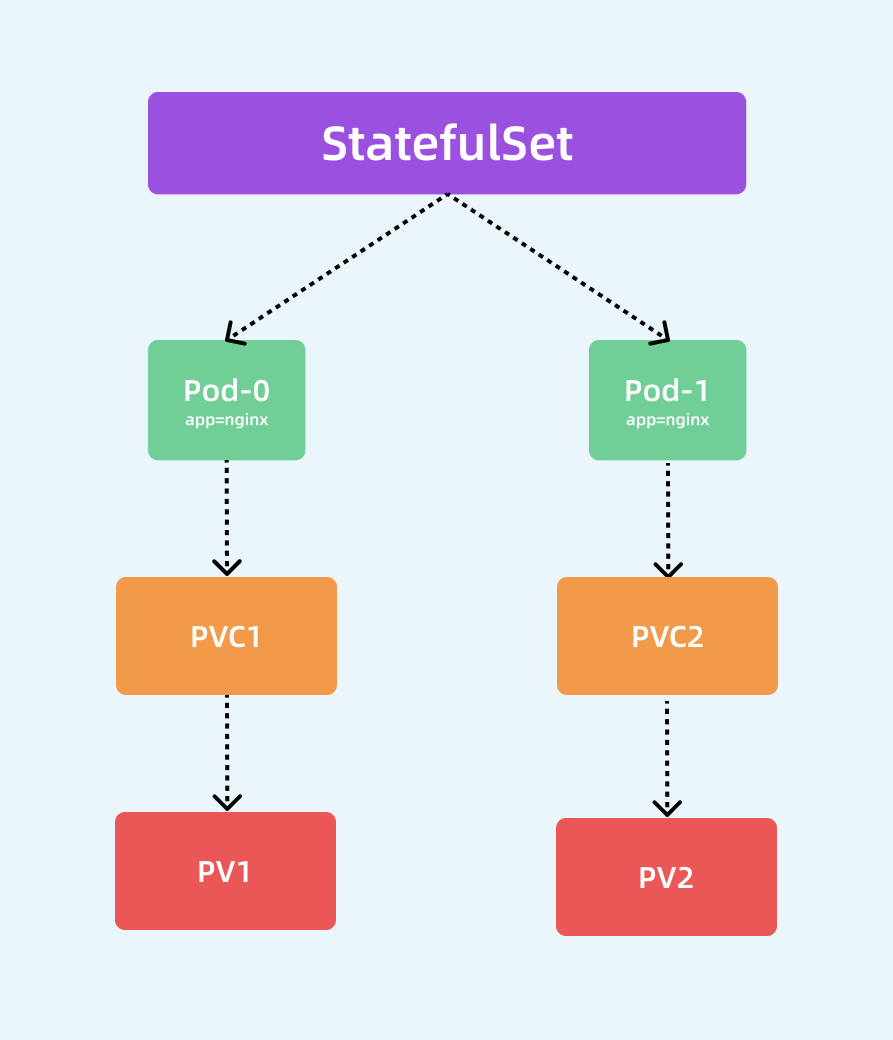 StatefulSet
Pod-0
app=nginx
Pod-1
app=nginx
PVC1
PVC2
PV1
PV2